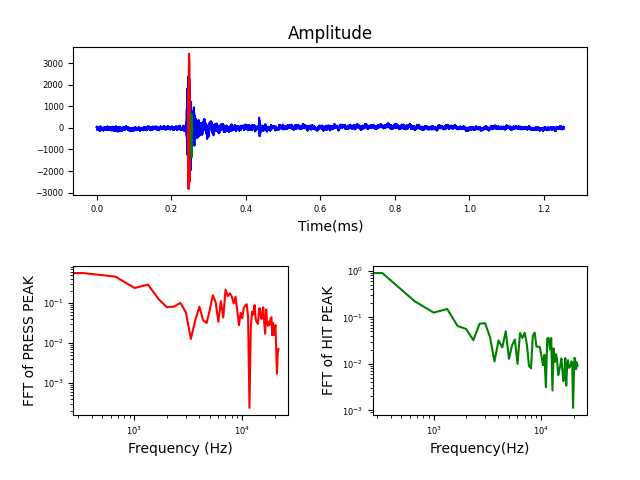 Amplitude
3000
2000
1000
0
−1000
−2000
−3000
0.0 0.2 0.4 0.6 0.8 1.0 1.2
Time(ms)
FFT of PRESS PEAK
10⁻¹
10⁻²
10⁻³
10³ 10⁴
Frequency (Hz)
FFT of HIT PEAK
10⁰
10⁻¹
10⁻²
10⁻³
10³ 10⁴
Frequency(Hz)